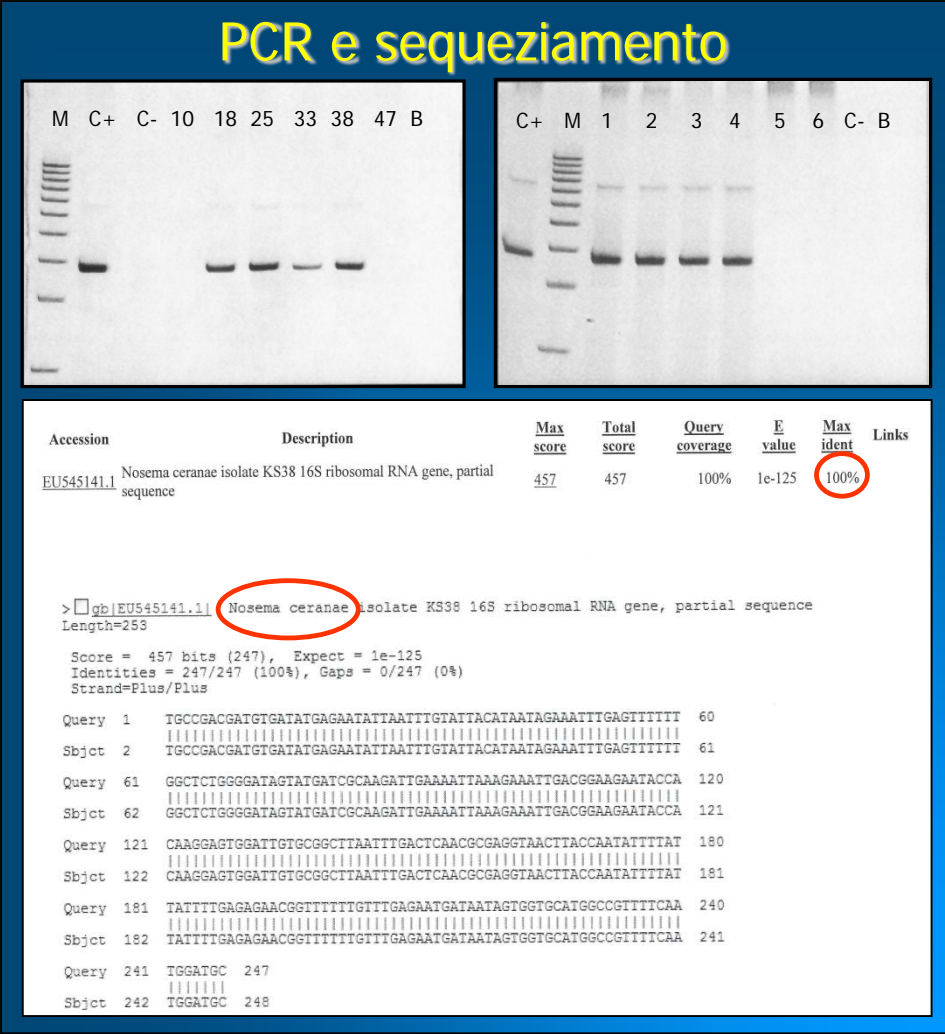 PCR e sequeziamento
M C+ C- 10 18 25 33 38 47 B
C+ M 1 2 3 4 5 6 C- B
Accession Description Max score Total score Query coverage E value Max ident Links
EU545141.1 Nosema ceranae isolate KS38 16S ribosomal RNA gene, partial sequence 457 457 100% 1e-125 100%
>gb|EU545141.1| Nosema ceranae isolate KS38 16S ribosomal RNA gene, partial sequence
Length=253
Score = 457 bits (247), Expect = 1e-125
Identities = 247/247 (100%), Gaps = 0/247 (0%)
Strand=Plus/Plus
Query 1 TGCCGACGATGTGATATGAGAATATTAATTTGTATTACATAATAGAAATTTGAGTTTTTT 60
Sbjct 2 TGCCGACGATGTGATATGAGAATATTAATTTGTATTACATAATAGAAATTTGAGTTTTTT 61
Query 61 GGCTCTGGGGATAGTATGATCGCAAGATTGAAAATTAAAGAAATTGACGGAAGAATACCA 120
Sbjct 62 GGCTCTGGGGATAGTATGATCGCAAGATTGAAAATTAAAGAAATTGACGGAAGAATACCA 121
Query 121 CAAGGAGTGGATTGTGCGGCTTAATTTGACTCAACGCGAGGTAACTTACCAATATTTTAT 180
Sbjct 122 CAAGGAGTGGATTGTGCGGCTTAATTTGACTCAACGCGAGGTAACTTACCAATATTTTAT 181
Query 181 TATTTTGAGAGAACGGTTTTTTGTTTGAGAATGATAATAGTGGTGCATGGCCGTTTTCAA 240
Sbjct 182 TATTTTGAGAGAACGGTTTTTTGTTTGAGAATGATAATAGTGGTGCATGGCCGTTTTCAA 241
Query 241 TGGATGC 247
Sbjct 242 TGGATGC 248